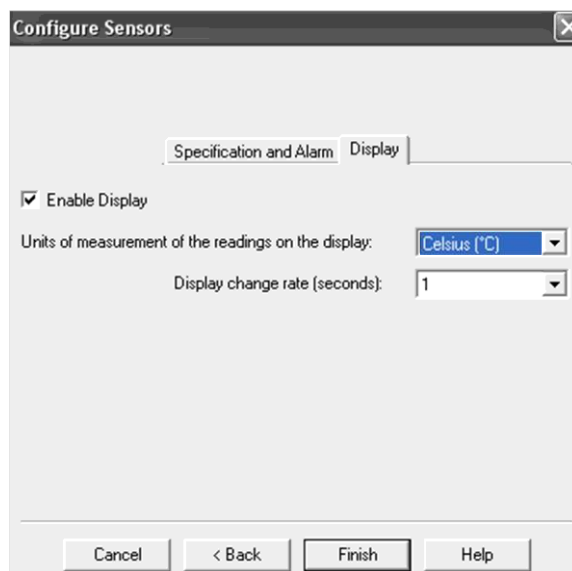 Configure Sensors
Specification and Alarm Display
Enable Display
Units of measurement of the readings on the display: Celsius (°C)
Display change rate (seconds): 1
Cancel < Back Finish Help